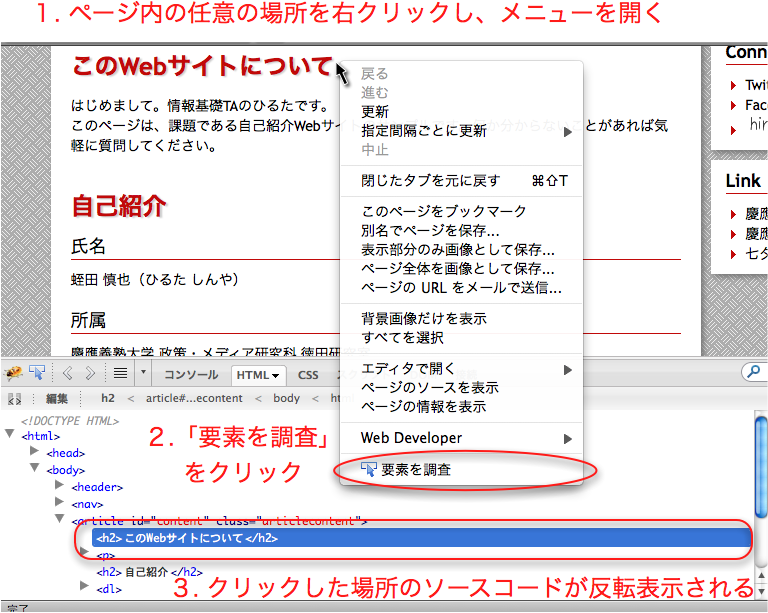 1. ページ内の任意の場所を右クリックし、メニューを開く
このWebサイトについて
はじめまして。情報基礎TAのひるたです。
このページは、課題である自己紹介Webサイト
か分からないことがあれば気
軽に質問してください。
自己紹介
氏名
蛭田 慎也（ひるた しんや）
所属
慶應義塾大学 政策・メディア研究科 徳田研究
戻る
進む
更新
指定間隔ごとに更新
中止
閉じたタブを元に戻す ⌘⇧T
このページをブックマーク
別名でページを保存...
表示部分のみ画像として保存...
ページ全体を画像として保存...
ページの URL をメールで送信...
背景画像だけを表示
すべてを選択
エディタで開く
ページのソースを表示
ページの情報を表示
Web Developer
要素を調査
Conn
Twit
Fac
hir
Link
慶應
慶應
七夕
コンソール HTML CSS
編集 h2 < article#...econtent < body <
<!DOCTYPE HTML>
<html>
<head>
<body>
<header>
<nav>
<article id="content" class="articlecontent">
<h2>このWebサイトについて</h2>
<p>
<h2>自己紹介</h2>
<dl>
2.「要素を調査」
をクリック
3. クリックした場所のソースコードが反転表示される
完了